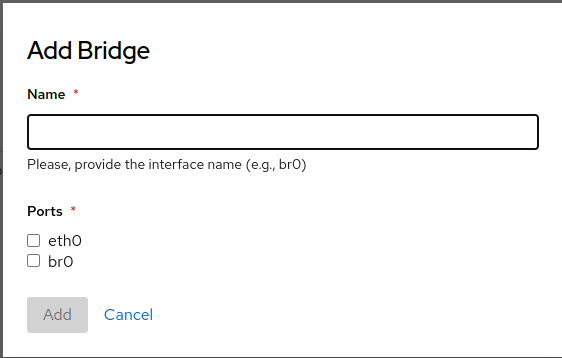 Add Bridge
Name *
Please, provide the interface name (e.g., br0)
Ports *
eth0
br0
Add Cancel